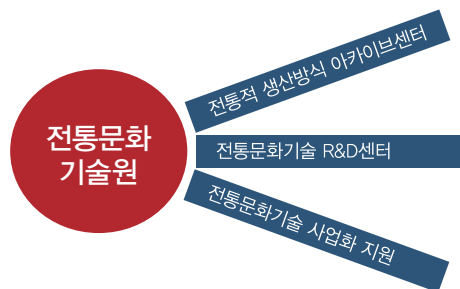 전통문화
기술원
전통적 생산방식 아카이브센터
전통문화기술 R&D센터
전통문화기술 사업화 지원